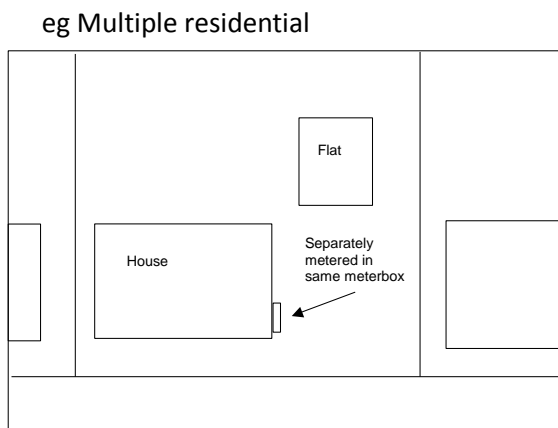 eg Multiple residential
Flat
House
Separately
metered in
same meterbox